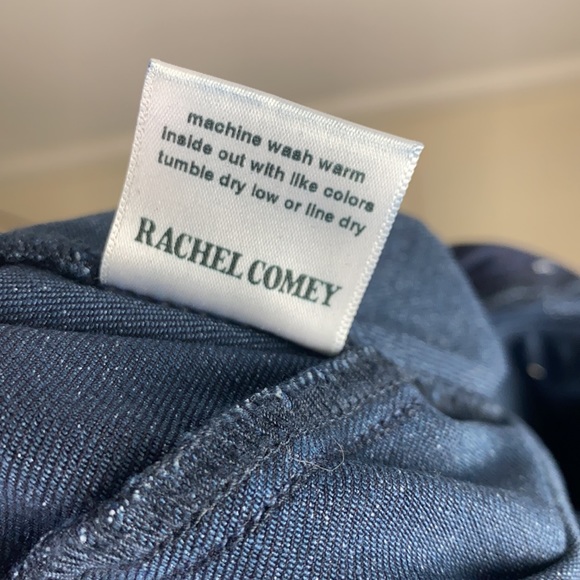 machine wash warm
inside out with like colors
tumble dry low or line dry
RACHEL COMEY